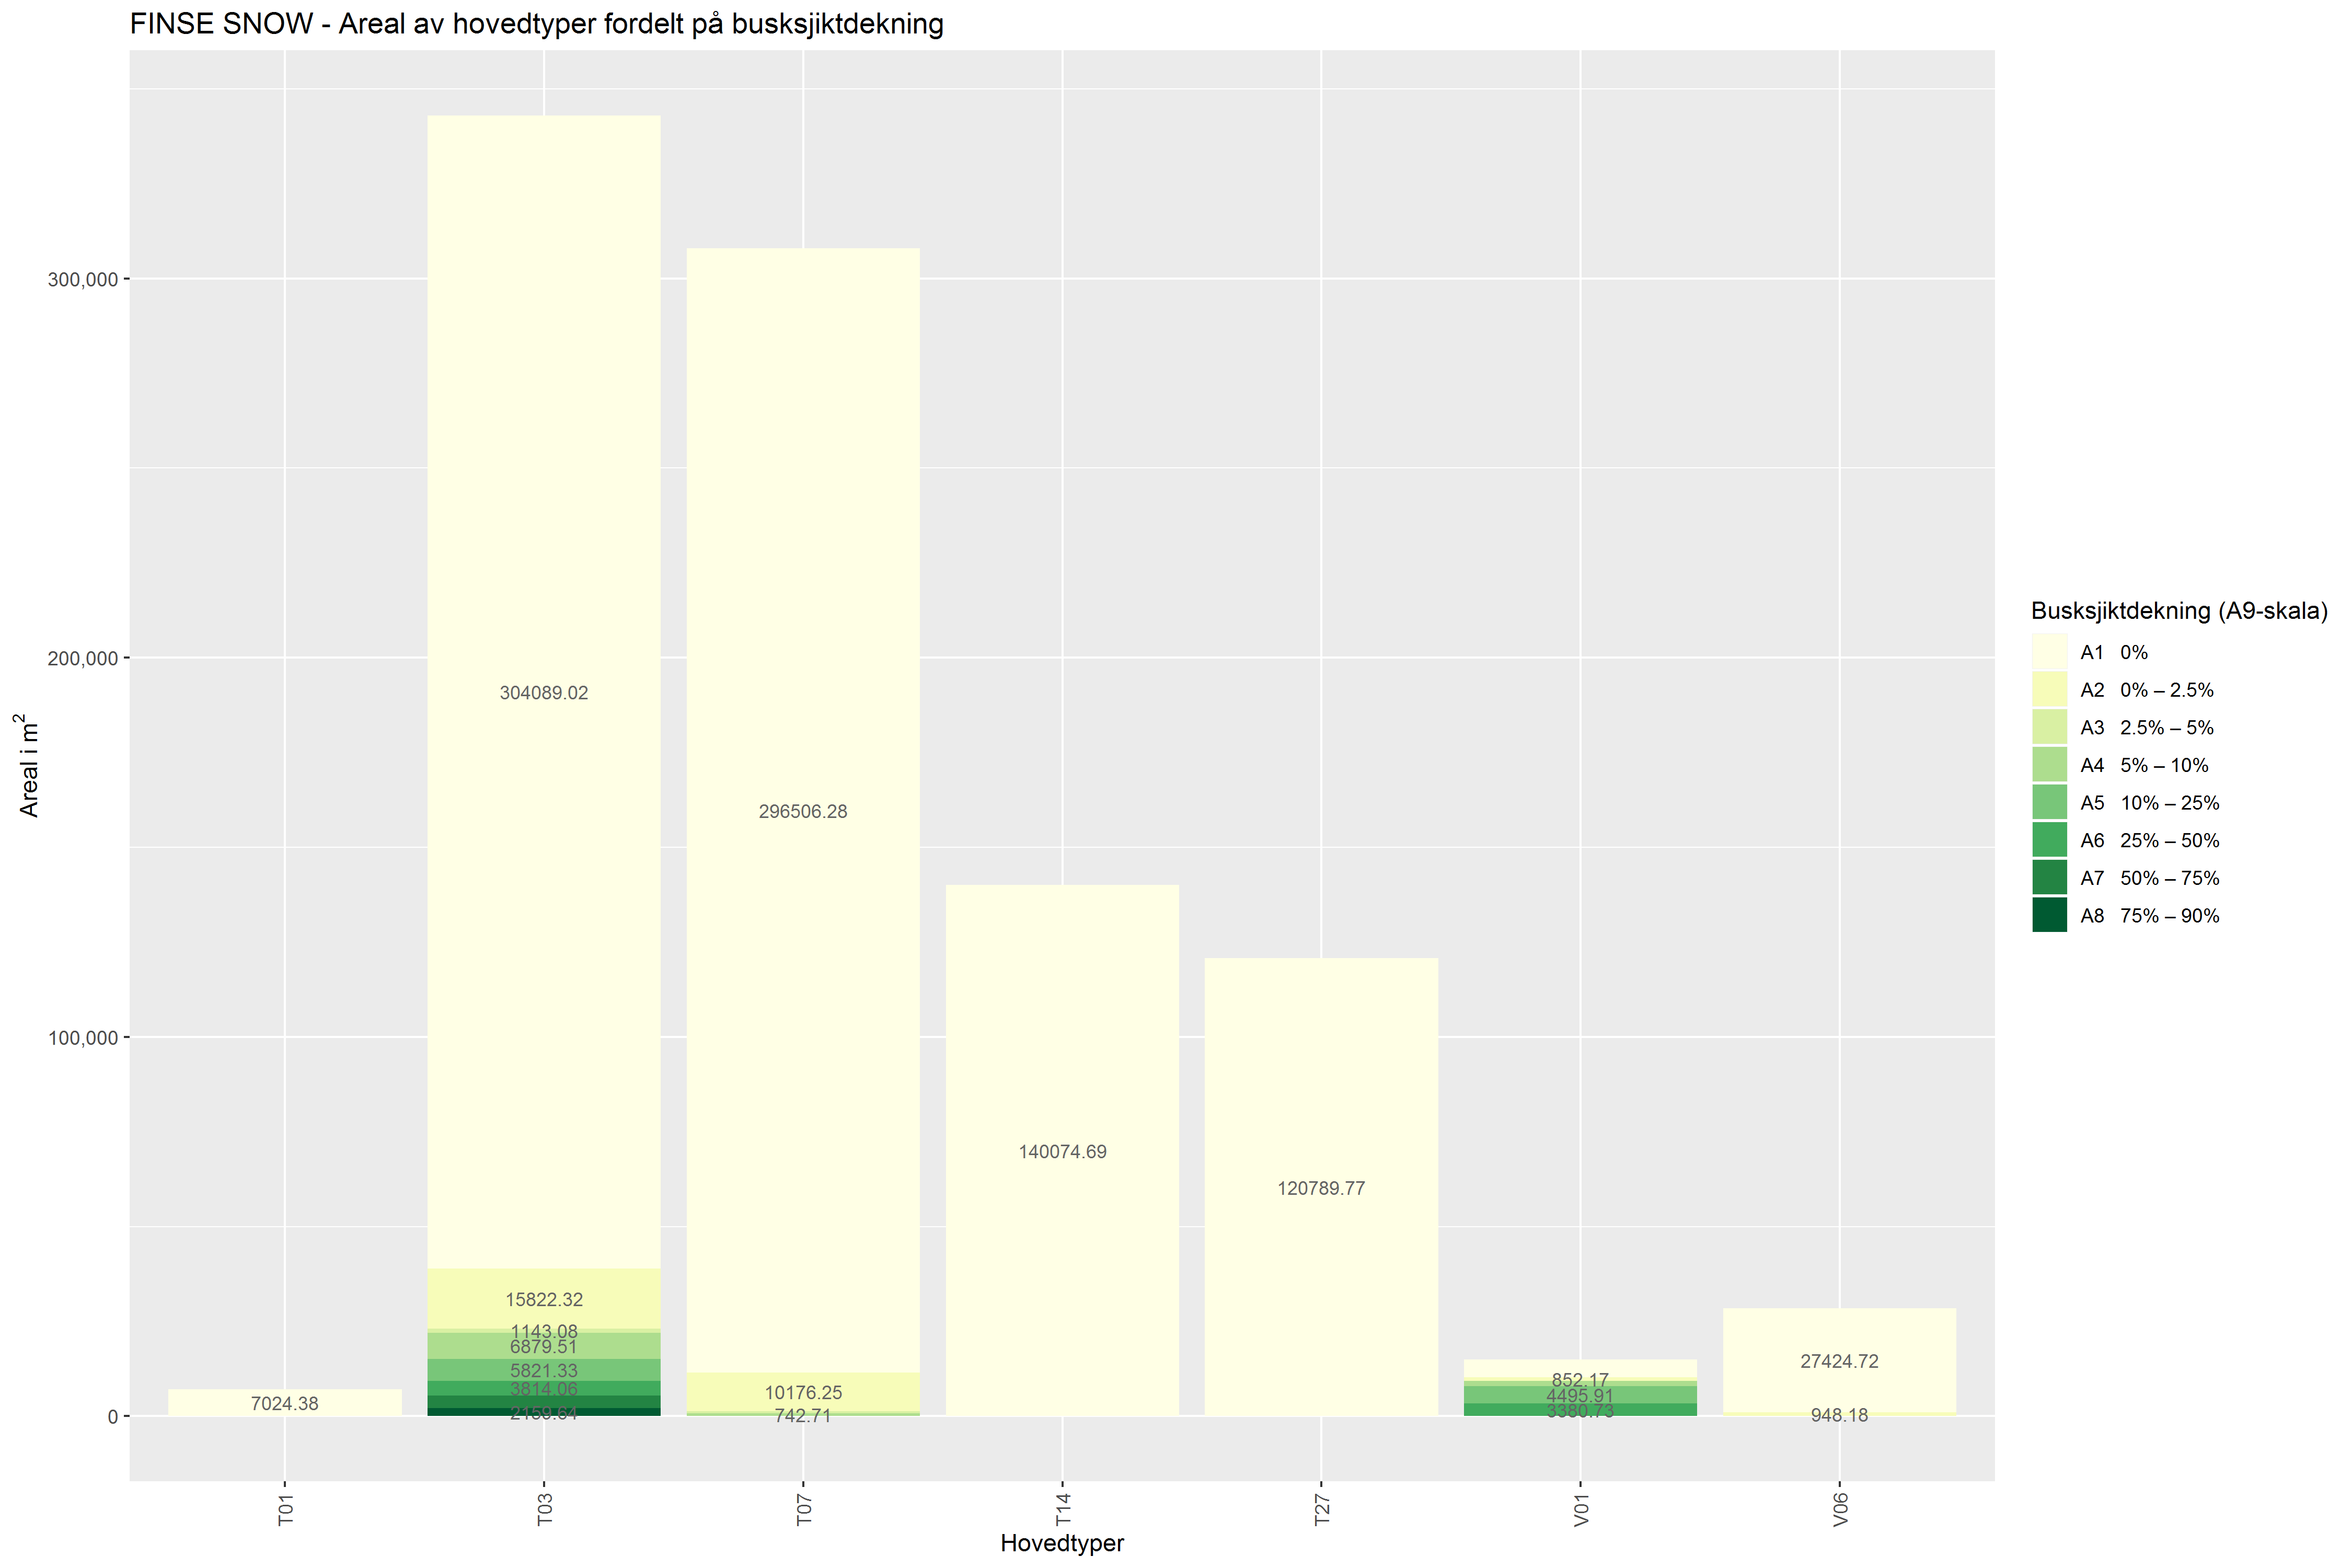 FINSE SNOW - Areal av hovedtyper fordelt på busksjiktdekning
Areal i m²
300,000
200,000
100,000
0
7024.38
304089.02
15822.32
1143.08
6879.51
5821.33
3814.06
2159.64
296506.28
10176.25
742.71
140074.69
120789.77
852.17
4495.91
3380.73
27424.72
948.18
T01
T03
T07
T14
T27
V01
V06
Hovedtyper
Busksjiktdekning (A9-skala)
A1 0%
A2 0% – 2.5%
A3 2.5% – 5%
A4 5% – 10%
A5 10% – 25%
A6 25% – 50%
A7 50% – 75%
A8 75% – 90%